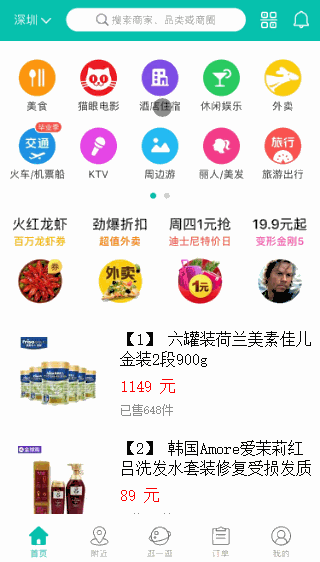 深圳
搜索商家、品类或商圈
美食 猫眼电影 酒店住宿 休闲娱乐 外卖
毕业季
交通 旅行
火车/机票船 KTV 周边游 丽人/美发 旅游出行
火红龙虾 劲爆折扣 周四1元抢 19.9元起
百万龙虾券 超值外卖 迪士尼特价日 变形金刚5
券 外卖 1元
【1】 六罐装荷兰美素佳儿
金装2段900g
1149 元
已售648件
【2】 韩国Amore爱茉莉红
吕洗发水套装修复受损发质
89 元
首页 附近 逛一逛 订单 我的